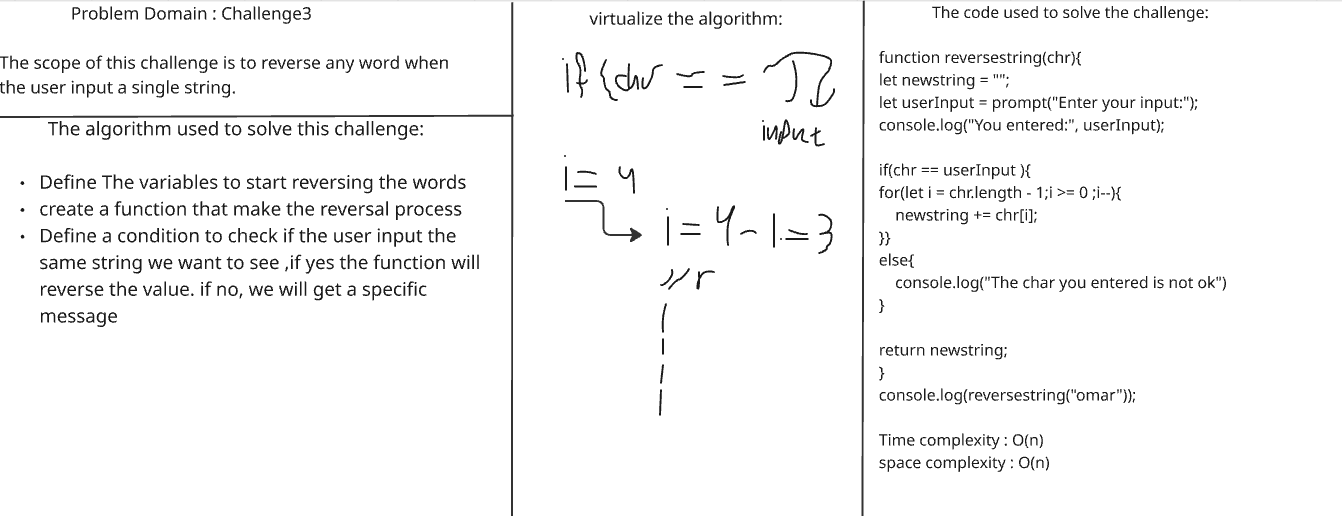 Problem Domain : Challenge3
The scope of this challenge is to reverse any word when
the user input a single string.
The algorithm used to solve this challenge:
• Define The variables to start reversing the words
• create a function that make the reversal process
• Define a condition to check if the user input the
same string we want to see ,if yes the function will
reverse the value. if no, we will get a specific
message
virtualize the algorithm:
if {chr = =
input
i = 4
i = 4 - 1 = 3
r
The code used to solve the challenge:
function reversestring(chr){
let newstring = "";
let userInput = prompt("Enter your input:");
console.log("You entered:", userInput);
if(chr == userInput ){
for(let i = chr.length - 1;i >= 0 ;i--){
newstring += chr[i];
}}
else{
console.log("The char you entered is not ok")
}
return newstring;
}
console.log(reversestring("omar"));
Time complexity : O(n)
space complexity : O(n)